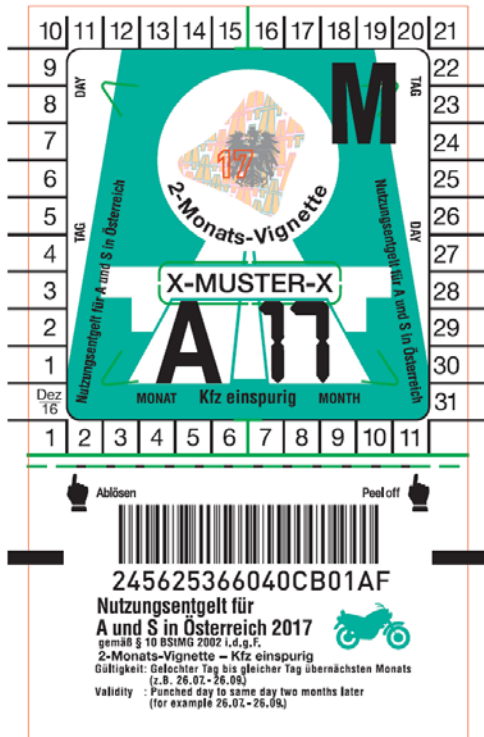 10 11 12 13 14 15 16 17 18 19 20 21
9 DAY M TAG 22
8 23
7 17 24
6 25
2-Monats-Vignette
5 TAG DAY 26
4 27
Nutzungsentgelt für A und S in Österreich
Nutzungsentgelt für A und S in Österreich
3 X-MUSTER-X 28
2 A 17 29
1 30
Dez
16 MONAT Kfz einspurig MONTH 31
1 2 3 4 5 6 7 8 9 10 11
Ablösen Peel off
245625366040CB01AF
Nutzungsentgelt für
A und S in Österreich 2017
gemäß § 10 BStMG 2002 i.d.g.F.
2-Monats-Vignette – Kfz einspurig
Gültigkeit: Gelochter Tag bis gleicher Tag übernächsten Monats
(z.B. 26.07.-26.09.)
Validity : Punched day to same day two months later
(for example 26.07.-26.09.)